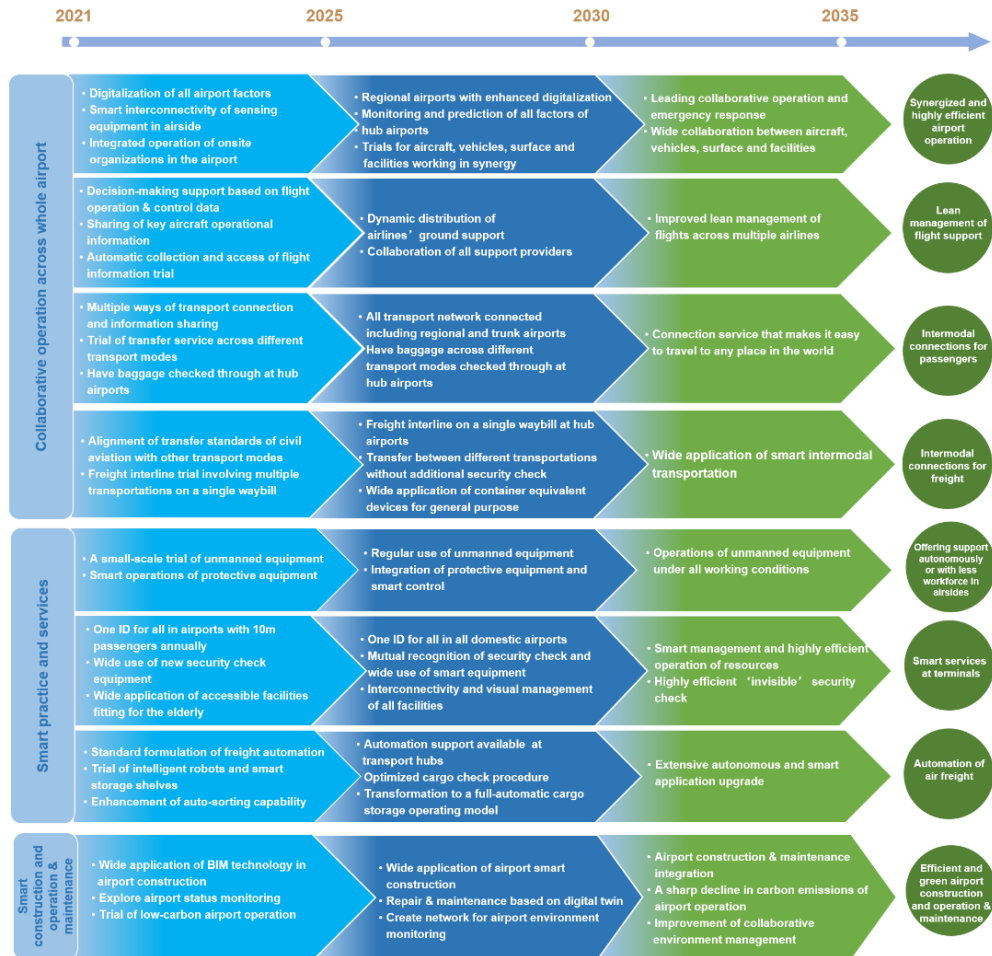 2021
2025
2030
2035
Collaborative operation across whole airport
• Digitalization of all airport factors
• Smart interconnectivity of sensing
equipment in airside
• Integrated operation of onsite
organizations in the airport
• Regional airports with enhanced digitalization
• Monitoring and prediction of all factors of
• hub airports
• Trials for aircraft, vehicles, surface and
facilities working in synergy
• Leading collaborative operation and
emergency response
• Wide collaboration between aircraft,
vehicles, surface and facilities
Synergized and
highly efficient
airport
operation
• Decision-making support based on flight
operation & control data
• Sharing of key aircraft operational
information
• Automatic collection and access of flight
information trial
• Dynamic distribution of
airlines’ ground support
• Collaboration of all support providers
• Improved lean management of
flights across multiple airlines
Lean
management of
flight support
• Multiple ways of transport connection
and information sharing
• Trial of transfer service across different
transport modes
• Have baggage checked through at hub
airports
• All transport network connected
including regional and trunk airports
• Have baggage across different
transport modes checked through at
hub airports
• Connection service that makes it easy
to travel to any place in the world
Intermodal
connections for
passengers
• Alignment of transfer standards of civil
aviation with other transport modes
• Freight interline trial involving multiple
transportations on a single waybill
• Freight interline on a single waybill at hub
airports
• Transfer between different transportations
without additional security check
• Wide application of container equivalent
devices for general purpose
• Wide application of smart intermodal
transportation
Intermodal
connections for
freight
Smart practice and services
• A small-scale trial of unmanned equipment
• Smart operations of protective equipment
• Regular use of unmanned equipment
• Integration of protective equipment and
smart control
• Operations of unmanned equipment
under all working conditions
Offering support
autonomously
or with less
workforce in
airsides
• One ID for all in airports with 10m
passengers annually
• Wide use of new security check
equipment
• Wide application of accessible facilities
fitting for the elderly
• One ID for all in all domestic airports
• Mutual recognition of security check and
wide use of smart equipment
• Interconnectivity and visual management
of all facilities
• Smart management and highly efficient
operation of resources
• Highly efficient ‘invisible’ security
check
Smart services
at terminals
• Standard formulation of freight automation
• Trial of intelligent robots and smart
storage shelves
• Enhancement of auto-sorting capability
• Automation support available at
transport hubs
• Optimized cargo check procedure
• Transformation to a full-automatic cargo
storage operating model
• Extensive autonomous and smart
application upgrade
Automation of
air freight
Smart
construction and
operation &
maintenance
• Wide application of BIM technology in
airport construction
• Explore airport status monitoring
• Trial of low-carbon airport operation
• Wide application of airport smart
construction
• Repair & maintenance based on digital twin
• Create network for airport environment
monitoring
• Airport construction & maintenance
integration
• A sharp decline in carbon emissions of
airport operation
• Improvement of collaborative
environment management
Efficient and
green airport
construction
and operation &
maintenance